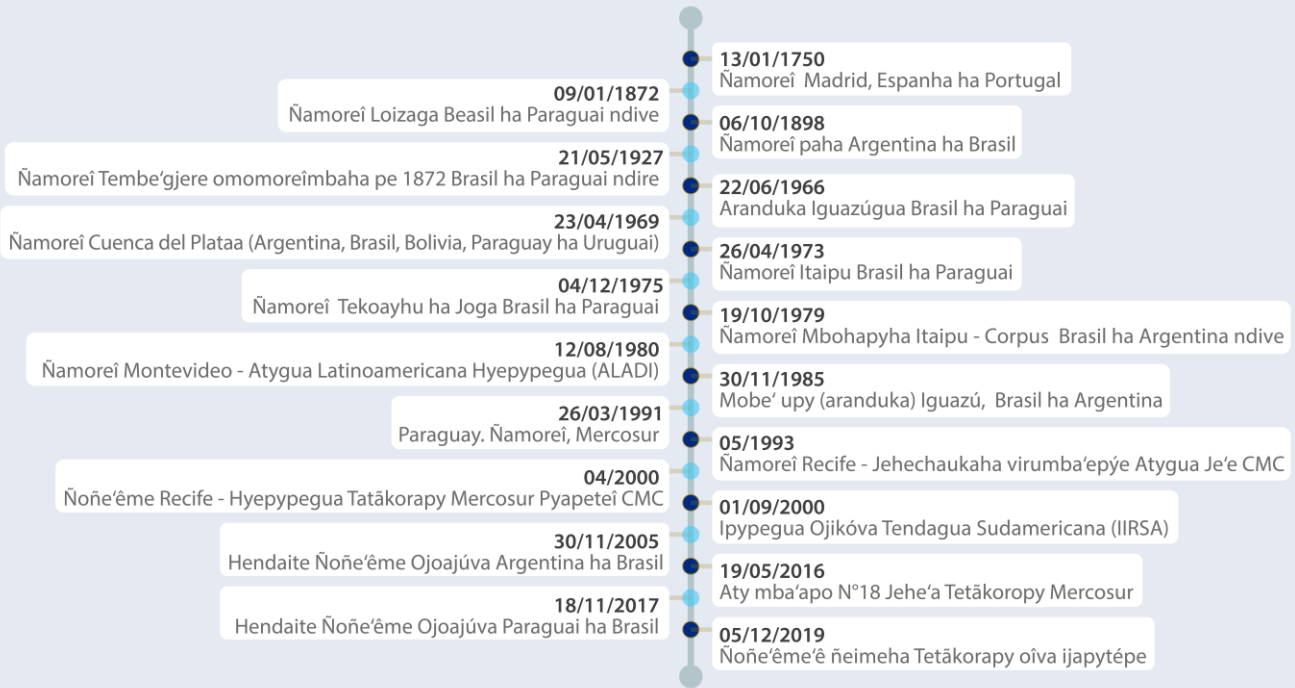 13/01/1750
Ñamoreî  Madrid, Espanha ha Portugal
09/01/1872
Ñamoreî Loizaga Beasil ha Paraguai ndive
06/10/1898
Ñamoreî paha Argentina ha Brasil
21/05/1927
Ñamoreî Tembe‘gjere omomoreîmbaha pe 1872 Brasil ha Paraguai ndire
22/06/1966
Aranduka Iguazúgua Brasil ha Paraguai
23/04/1969
Ñamoreî Cuenca del Plataa (Argentina, Brasil, Bolivia, Paraguay ha Uruguai)
26/04/1973
Ñamoreî Itaipu Brasil ha Paraguai
04/12/1975
Ñamoreî  Tekoayhu ha Joga Brasil ha Paraguai
19/10/1979
Ñamoreî Mbohapyha Itaipu - Corpus  Brasil ha Argentina ndive
12/08/1980
Ñamoreî Montevideo - Atygua Latinoamericana Hyepypegua (ALADI)
30/11/1985
Mobe‘ upy (aranduka) Iguazú,  Brasil ha Argentina
26/03/1991
Paraguay. Ñamoreî, Mercosur
05/1993
Ñamoreî Recife - Jehechaukaha virumba‘epýe Atygua Je‘e CMC
04/2000
Ñoñe‘ême Recife - Hyepypegua Tatãkorapy Mercosur Pyapeteî CMC
01/09/2000
Ipypegua Ojikóva Tendagua Sudamericana (IIRSA)
30/11/2005
Hendaite Ñoñe‘ême Ojoajúva Argentina ha Brasil
19/05/2016
Aty mba‘apo N°18 Jehe‘a Tetãkoropy Mercosur
18/11/2017
Hendaite Ñoñe‘ême Ojoajúva Paraguai ha Brasil
05/12/2019
Ñoñe‘ême‘ê ñeimeha Tetãkorapy oîva ijapytépe